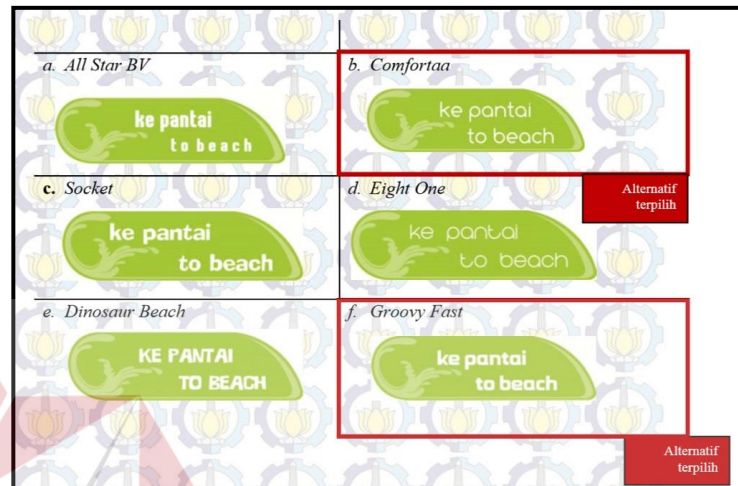 a. All Star BV
ke pantai
to beach
b. Comfortaa
ke pantai
to beach
Alternatif
terpilih
c. Socket
ke pantai
to beach
d. Eight One
ke pantai
to beach
e. Dinosaur Beach
KE PANTAI
TO BEACH
f. Groovy Fast
ke pantai
to beach
Alternatif
terpilih